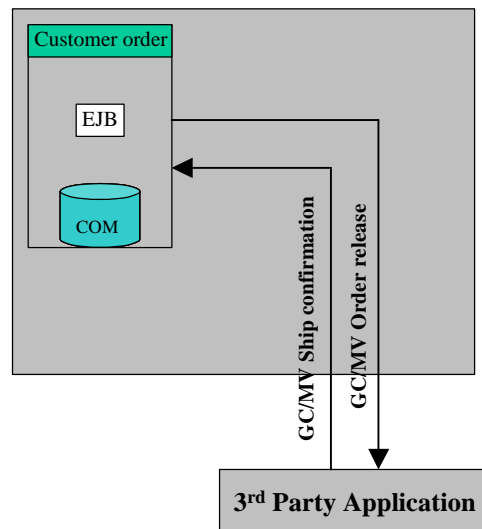 Customer order
EJB
COM
GC/MV Ship confirmation
GC/MV Order release
3rd Party Application